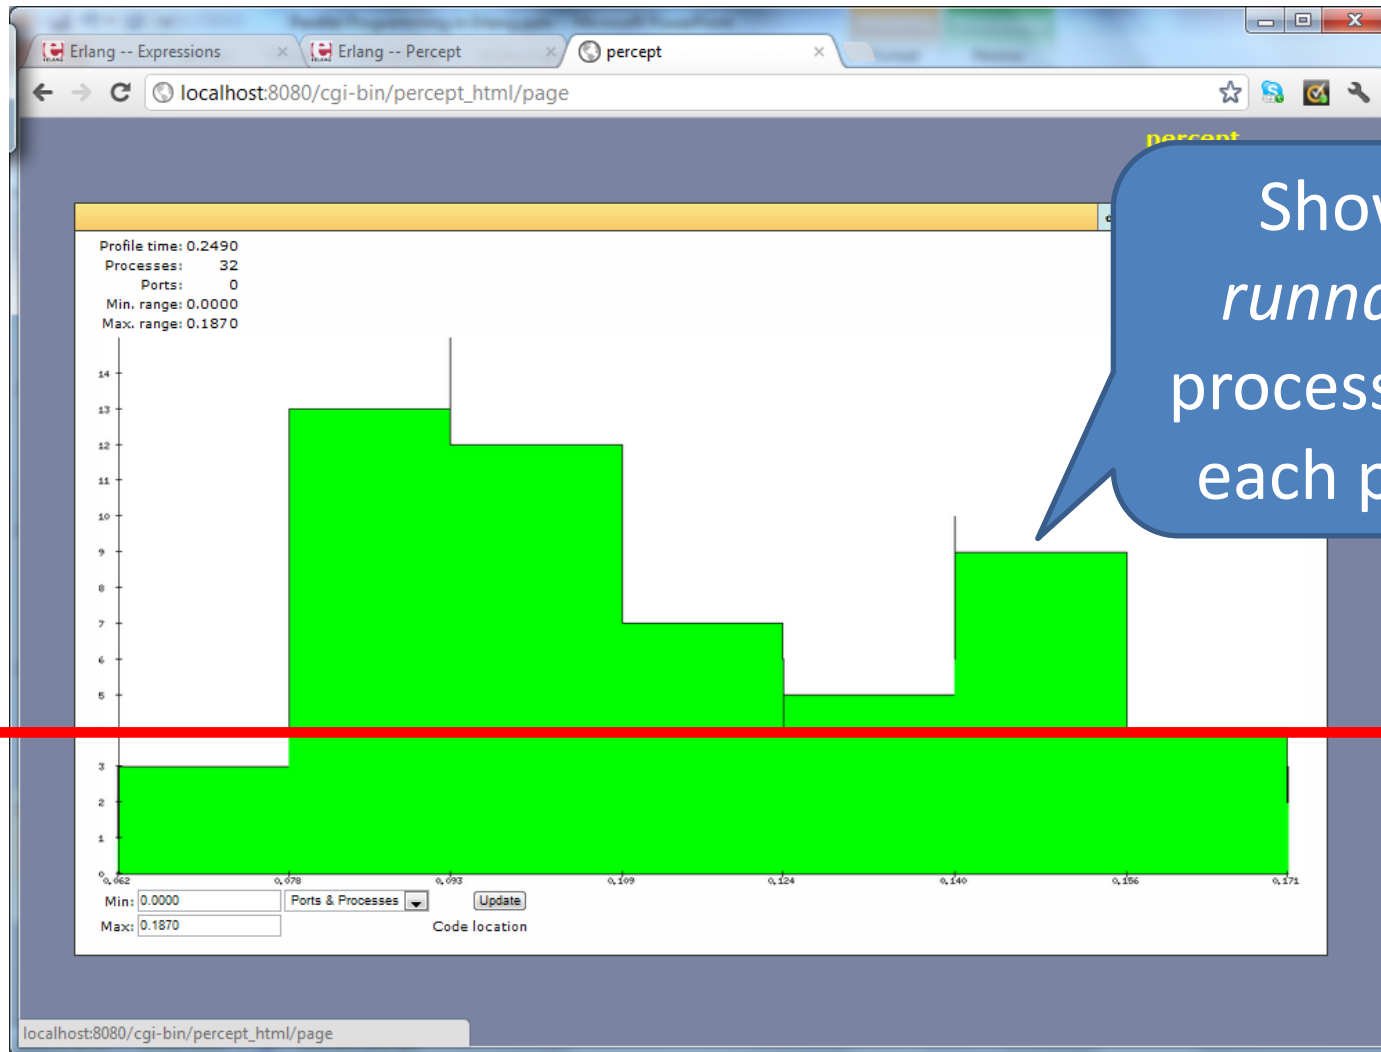 Erlang -- Expressions
Erlang -- Percept
percept
localhost:8080/cgi-bin/percept_html/page
percept
Profile time: 0.2490
Processes: 32
Ports: 0
Min. range: 0.0000
Max. range: 0.1870
each
14
13
12
11
10
9
8
7
6
5
3
2
1
0
0,062 0,078 0,093 0,109 0,124 0,140 0,156 0,171
Min: 0.0000 Ports & Processes Update
Max: 0.1870 Code location
localhost:8080/cgi-bin/percept_html/page